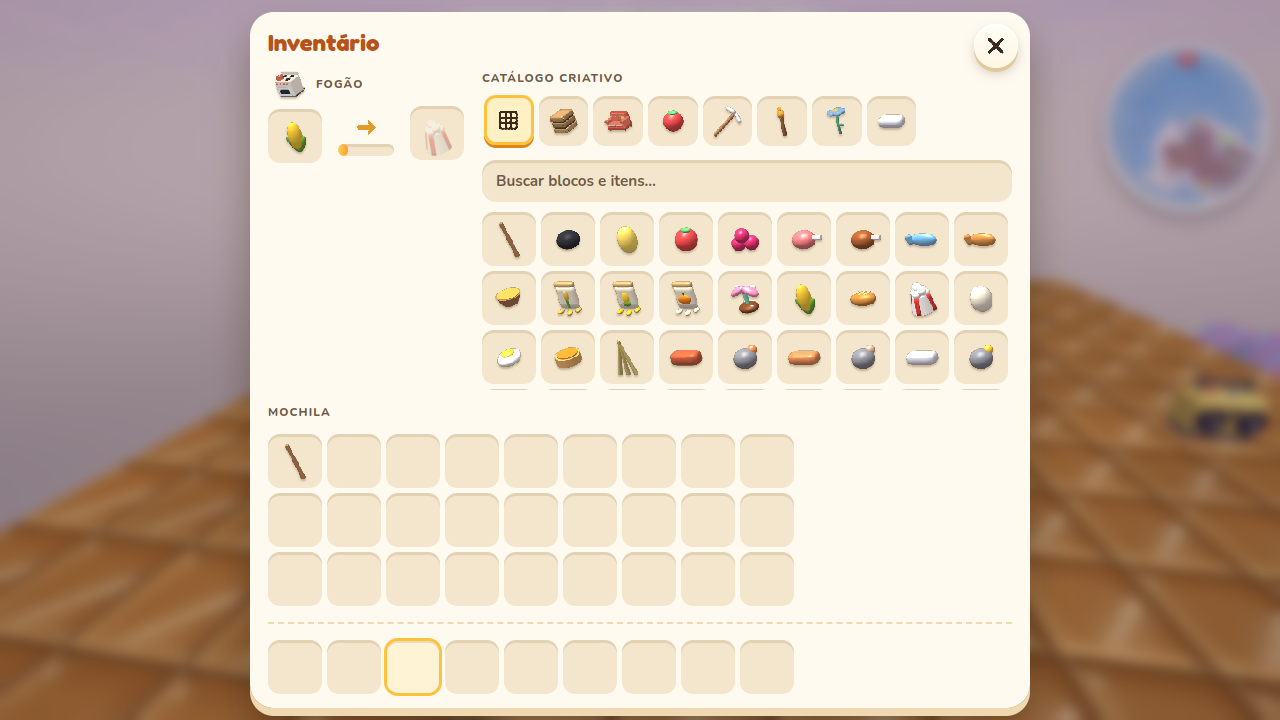 Inventário
FOGÃO
CATÁLOGO CRIATIVO
Buscar blocos e itens...
MOCHILA